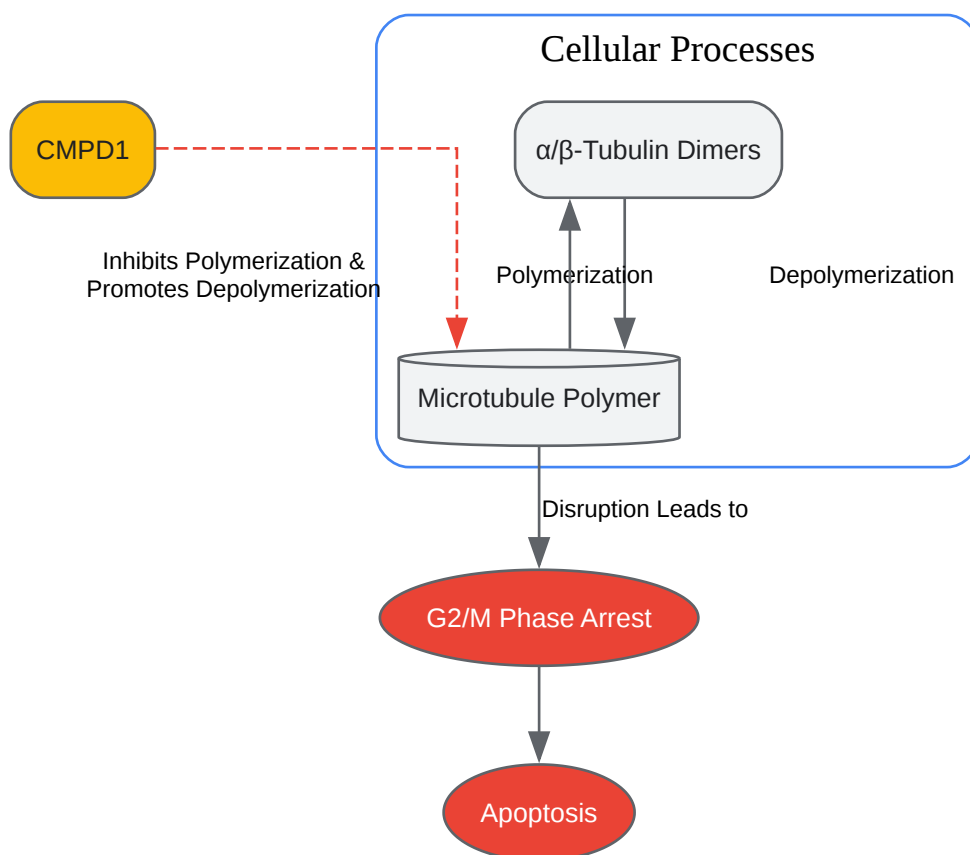 Cellular Processes
CMPD1
α/β-Tubulin Dimers
Inhibits Polymerization &
Promotes Depolymerization
Polymerization
Depolymerization
Microtubule Polymer
Disruption Leads to
G2/M Phase Arrest
Apoptosis